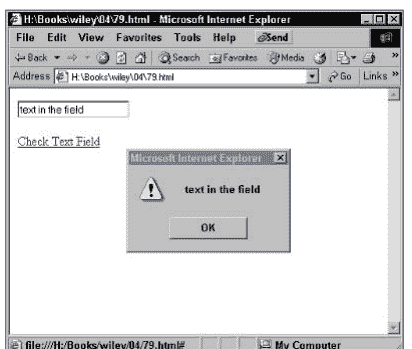 H:\Books\wiley\04\79.html - Microsoft Internet Explorer
File Edit View Favorites Tools Help Send
Back Search Favorites Media »
Address H:\Books\wiley\04\79.html Go Links »
text in the field
Check Text Field
Microsoft Internet Explorer
text in the field
OK
file:///H:/Books/wiley/04/79.html# My Computer